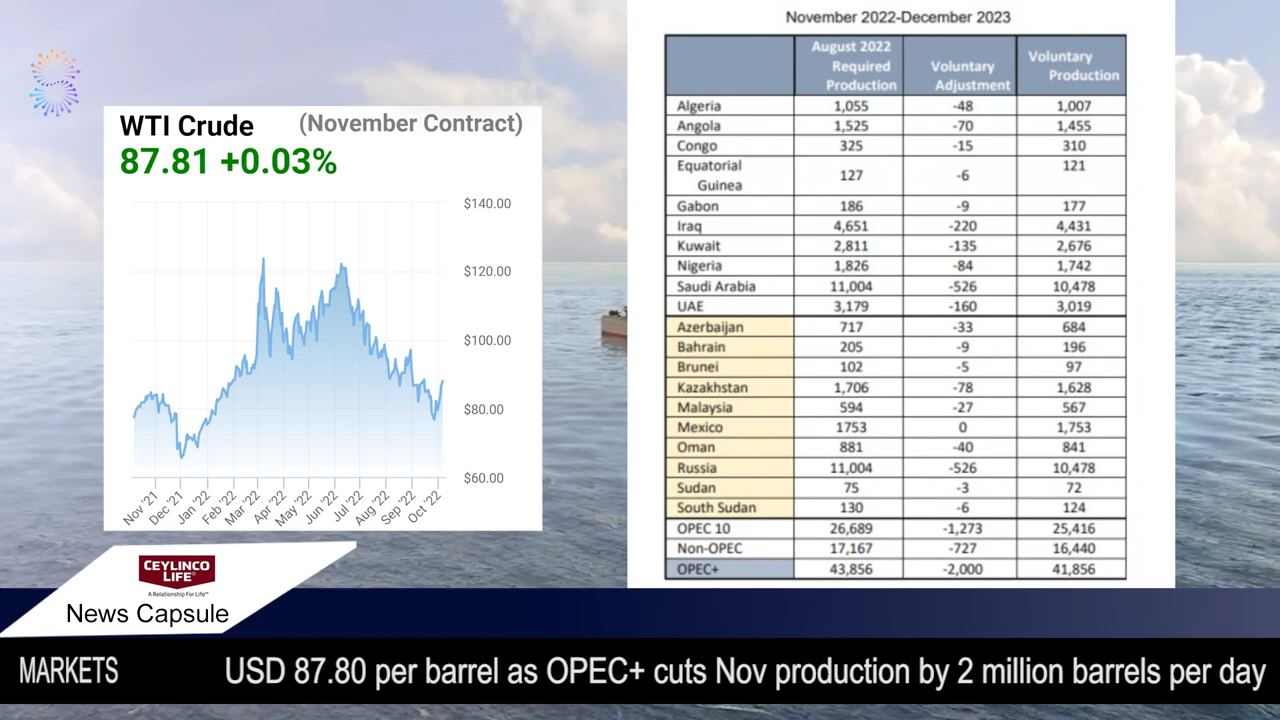 WTI Crude (November Contract)
87.81 +0.03%
$140.00
$120.00
$100.00
$80.00
$60.00
Nov '21 Dec '21 Jan '22 Feb '22 Mar '22 Apr '22 May '22 Jun '22 Jul '22 Aug '22 Sep '22 Oct '22
November 2022-December 2023
August 2022 Required Production Voluntary Adjustment Voluntary Production
Algeria 1,055 -48 1,007
Angola 1,525 -70 1,455
Congo 325 -15 310
Equatorial Guinea 127 -6 121
Gabon 186 -9 177
Iraq 4,651 -220 4,431
Kuwait 2,811 -135 2,676
Nigeria 1,826 -84 1,742
Saudi Arabia 11,004 -526 10,478
UAE 3,179 -160 3,019
Azerbaijan 717 -33 684
Bahrain 205 -9 196
Brunei 102 -5 97
Kazakhstan 1,706 -78 1,628
Malaysia 594 -27 567
Mexico 1753 0 1,753
Oman 881 -40 841
Russia 11,004 -526 10,478
Sudan 75 -3 72
South Sudan 130 -6 124
OPEC 10 26,689 -1,273 25,416
Non-OPEC 17,167 -727 16,440
OPEC+ 43,856 -2,000 41,856
CEYLINCO
LIFE®
A Relationship For Life™
News Capsule
MARKETS USD 87.80 per barrel as OPEC+ cuts Nov production by 2 million barrels per day